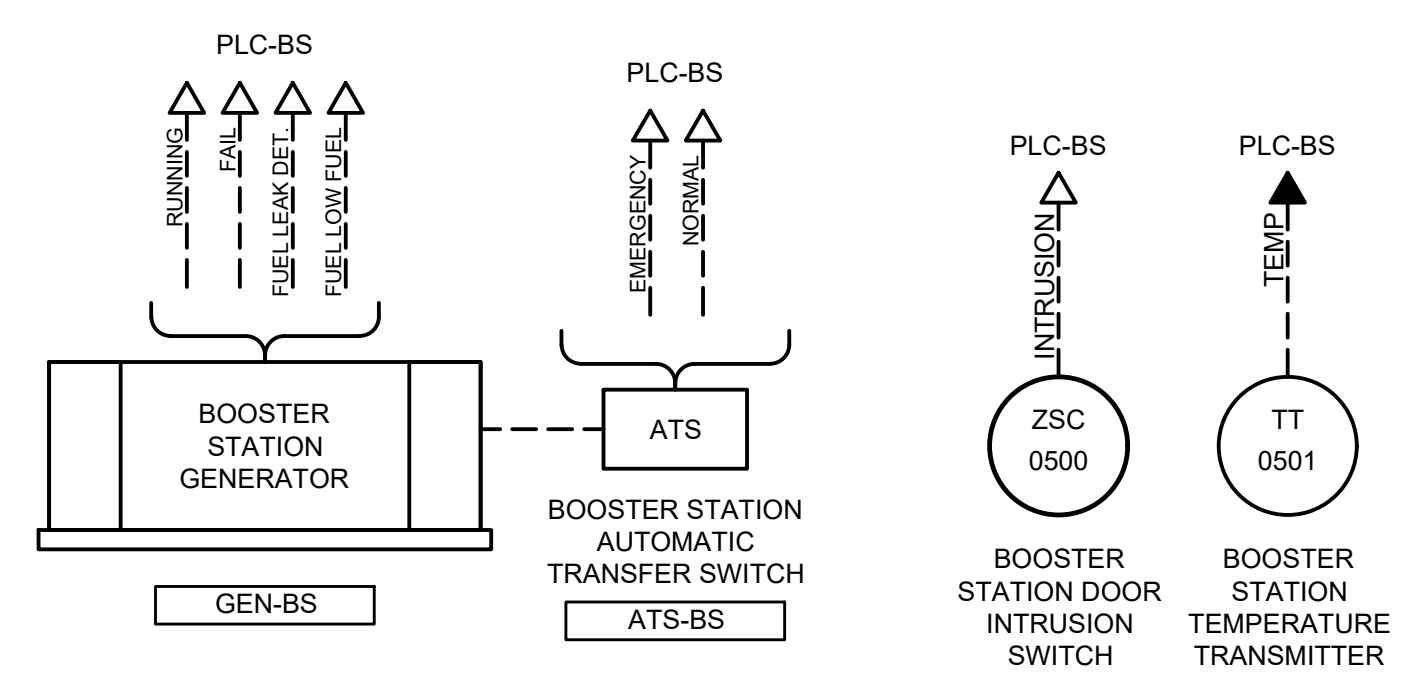 PLC-BS
RUNNING
FAIL
FUEL LEAK DET.
FUEL LOW FUEL
BOOSTER
STATION
GENERATOR
GEN-BS
PLC-BS
EMERGENCY
NORMAL
ATS
BOOSTER STATION
AUTOMATIC
TRANSFER SWITCH
ATS-BS
PLC-BS
INTRUSION
ZSC
0500
BOOSTER
STATION DOOR
INTRUSION
SWITCH
PLC-BS
TEMP
TT
0501
BOOSTER
STATION
TEMPERATURE
TRANSMITTER